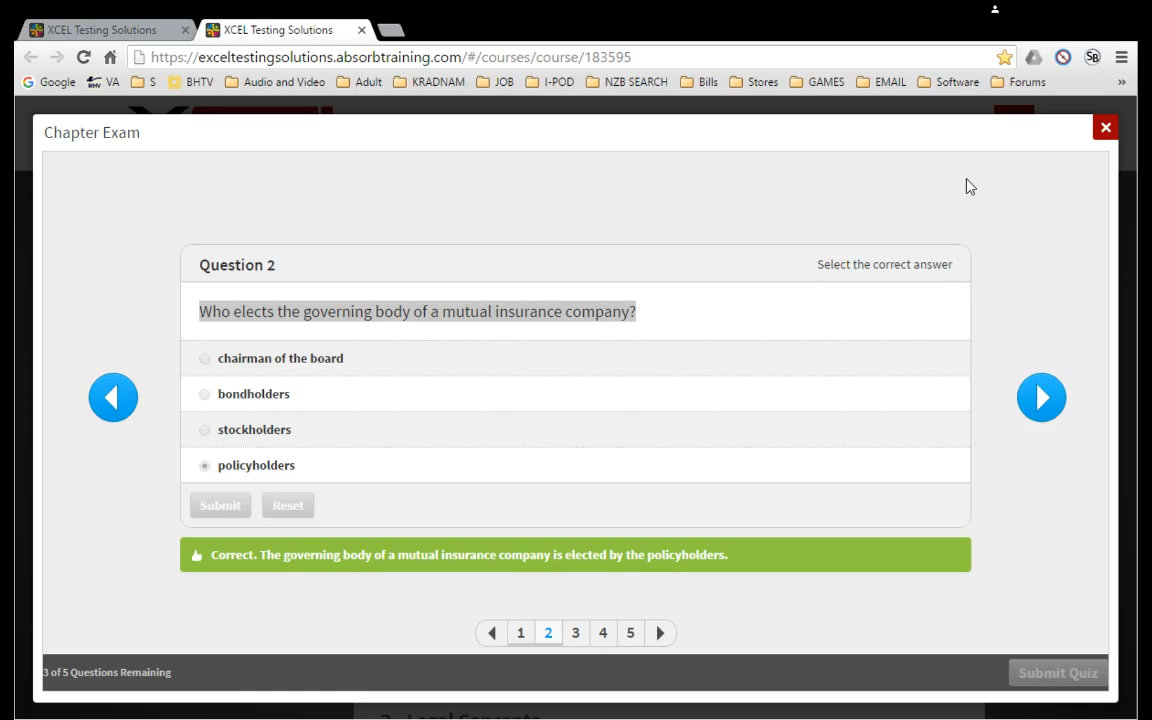 XCEL Testing Solutions
XCEL Testing Solutions
https://exceltestingsolutions.absorbtraining.com/#/courses/course/183595
SB
Google VA S BHTV Audio and Video Adult KRADNAM JOB I-POD NZB SEARCH Bills Stores GAMES EMAIL Software Forums »
Chapter Exam
Question 2
Select the correct answer
Who elects the governing body of a mutual insurance company?
chairman of the board
bondholders
stockholders
policyholders
Submit Reset
Correct. The governing body of a mutual insurance company is elected by the policyholders.
1 2 3 4 5
3 of 5 Questions Remaining
Submit Quiz